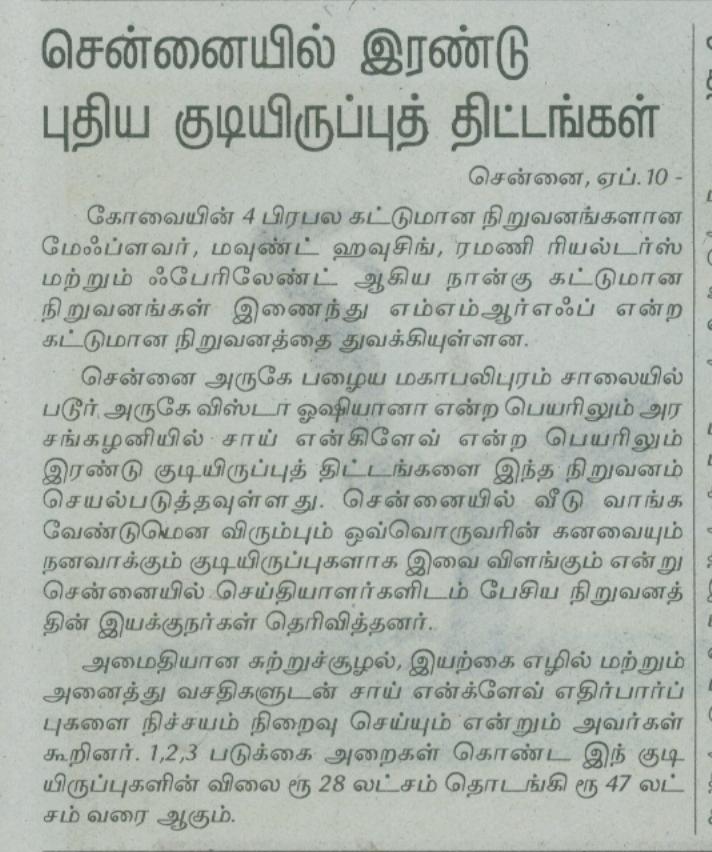 சென்னையில் இரண்டு
புதிய குடியிருப்புத் திட்டங்கள்
சென்னை, ஏப். 10 -
கோவையின் 4 பிரபல கட்டுமான நிறுவனங்களான
மேஃப்ளவர், மவுண்ட் ஹவுசிங், ரமணி ரியல்டர்ஸ்
மற்றும் ஃபேரிலேண்ட் ஆகிய நான்கு கட்டுமான
நிறுவனங்கள் இணைந்து எம்எம்ஆர்எஃப் என்ற
கட்டுமான நிறுவனத்தை துவக்கியுள்ளன.
சென்னை அருகே பழைய மகாபலிபுரம் சாலையில்
படூர் அருகே விஸ்டா ஓஷியானா என்ற பெயரிலும் அர
சங்கழனியில் சாய் என்கிளேவ் என்ற பெயரிலும்
இரண்டு குடியிருப்புத் திட்டங்களை இந்த நிறுவனம்
செயல்படுத்தவுள்ளது. சென்னையில் வீடு வாங்க
வேண்டுமென விரும்பும் ஒவ்வொருவரின் கனவையும்
நனவாக்கும் குடியிருப்புகளாக இவை விளங்கும் என்று
சென்னையில் செய்தியாளர்களிடம் பேசிய நிறுவனத்
தின் இயக்குநர்கள் தெரிவித்தனர்.
அமைதியான சுற்றுச்சூழல், இயற்கை எழில் மற்றும்
அனைத்து வசதிகளுடன் சாய் என்க்ளேவ் எதிர்பார்ப்
புகளை நிச்சயம் நிறைவு செய்யும் என்றும் அவர்கள்
கூறினர். 1,2,3 படுக்கை அறைகள் கொண்ட இந் குடி
யிருப்புகளின் விலை ரூ 28 லட்சம் தொடங்கி ரூ 47 லட்
சம் வரை ஆகும்.